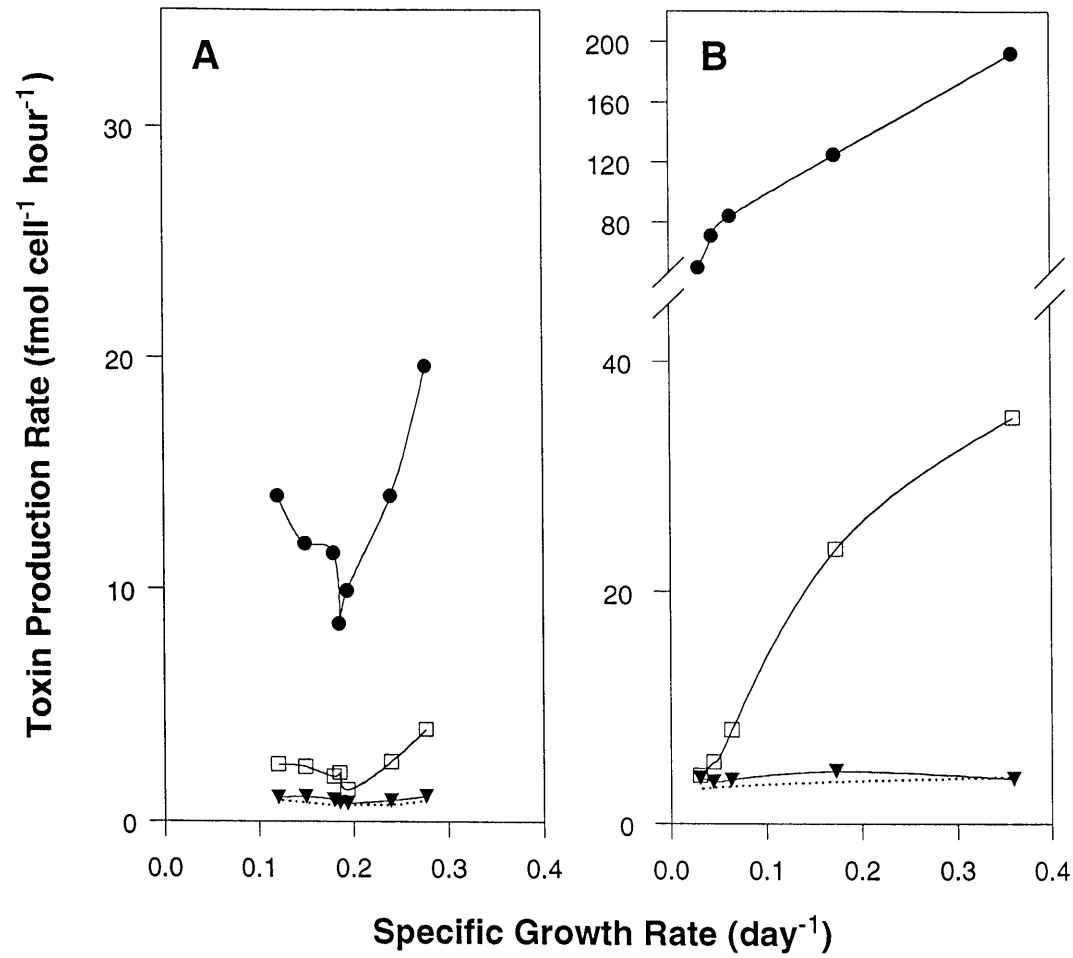 Toxin Production Rate (fmol cell⁻¹ hour⁻¹)
A
30
20
10
0
0.0 0.1 0.2 0.3 0.4
B
200
160
120
80
40
20
0
0.0 0.1 0.2 0.3 0.4
Specific Growth Rate (day⁻¹)